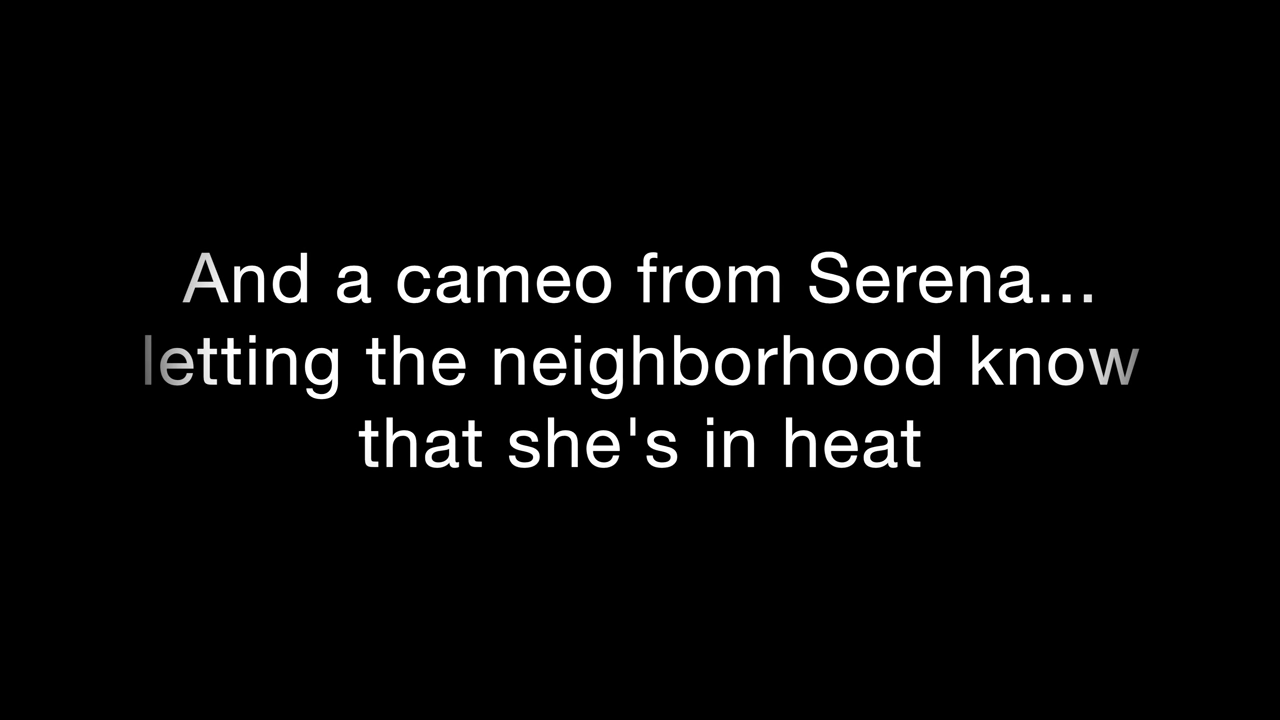 And a cameo from Serena...
letting the neighborhood know
that she's in heat